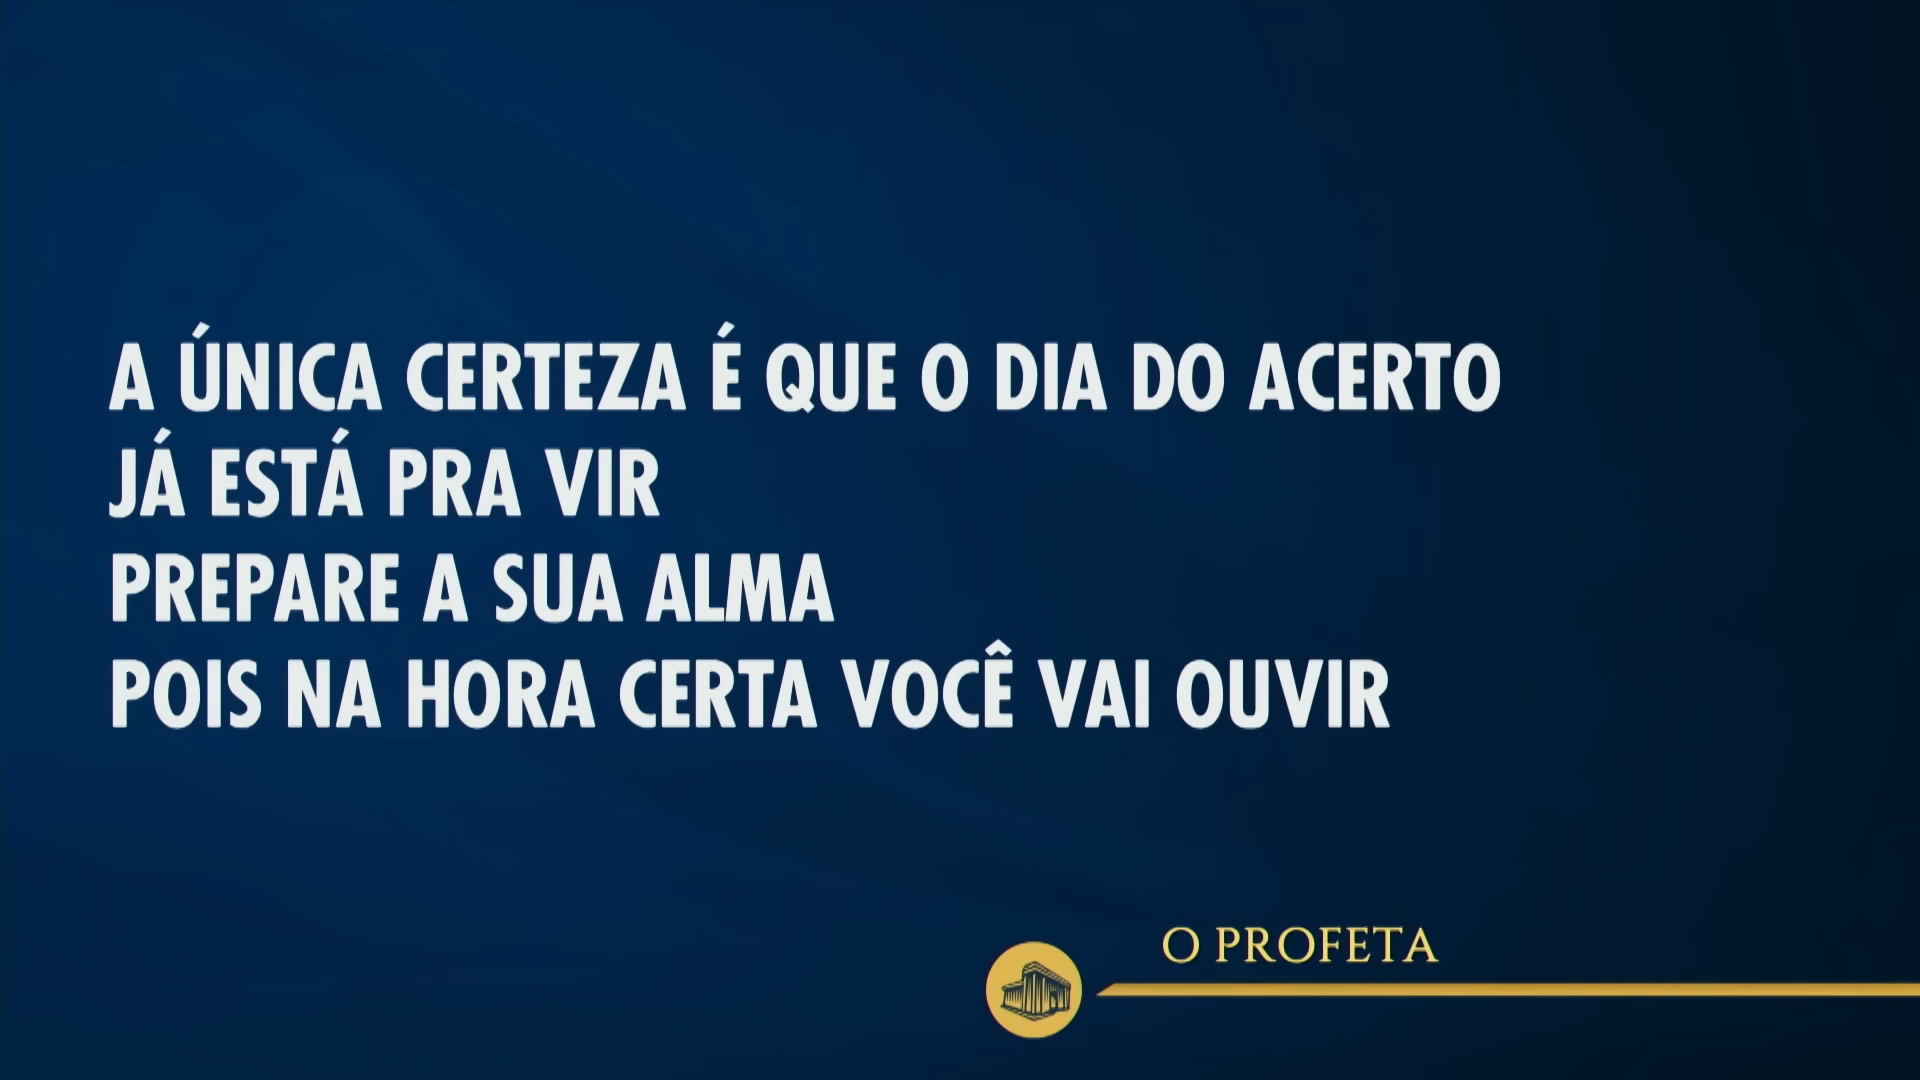 A ÚNICA CERTEZA É QUE O DIA DO ACERTO
JÁ ESTÁ PRA VIR
PREPARE A SUA ALMA
POIS NA HORA CERTA VOCÊ VAI OUVIR
O PROFETA